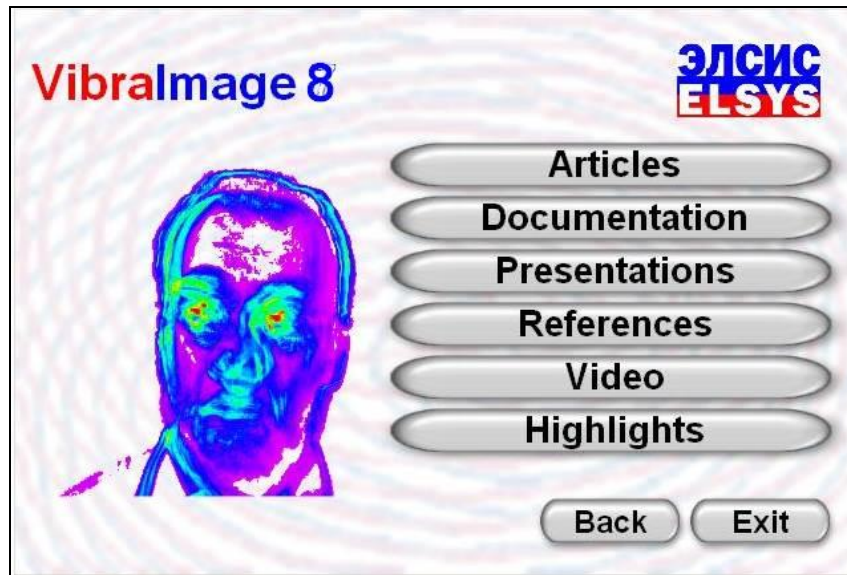 VibraImage 8
ЭЛСИС
ELSYS
Articles
Documentation
Presentations
References
Video
Highlights
Back
Exit